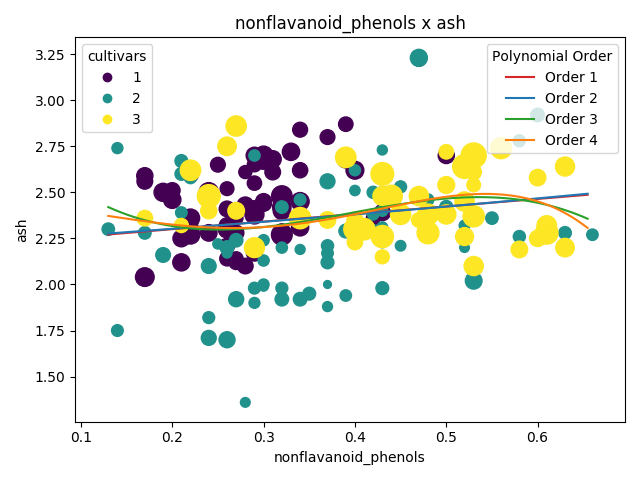 nonflavanoid_phenols x ash
cultivars
1
2
3
Polynomial Order
Order 1
Order 2
Order 3
Order 4
3.25
3.00
2.75
2.50
2.25
2.00
1.75
1.50
ash
0.1 0.2 0.3 0.4 0.5 0.6
nonflavanoid_phenols